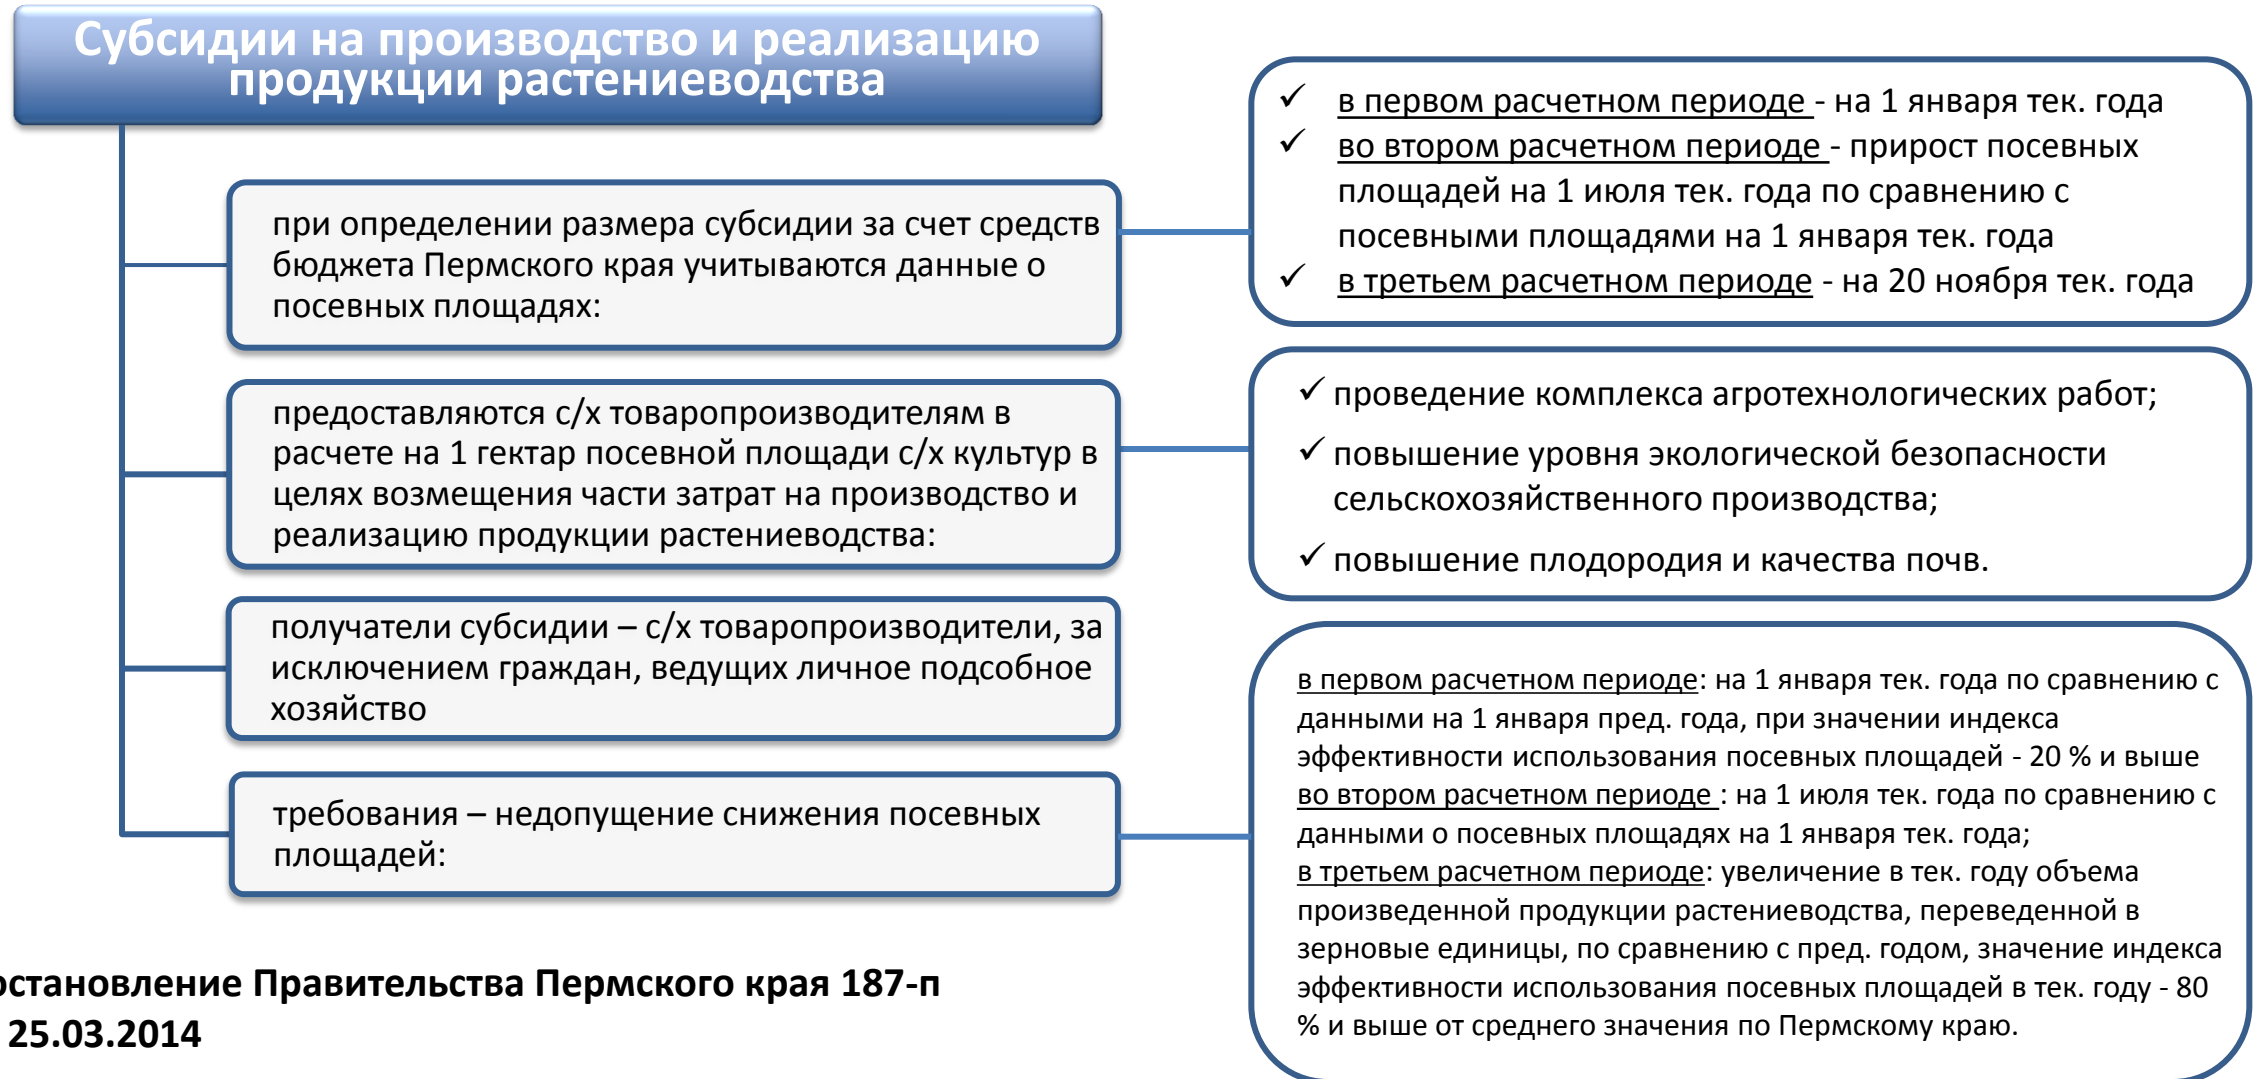 Субсидии на производство и реализацию
продукции растениеводства
при определении размера субсидии за счет средств
бюджета Пермского края учитываются данные о
посевных площадях:
✓ в первом расчетном периоде - на 1 января тек. года
✓ во втором расчетном периоде - прирост посевных
площадей на 1 июля тек. года по сравнению с
посевными площадями на 1 января тек. года
✓ в третьем расчетном периоде - на 20 ноября тек. года
предоставляются с/х товаропроизводителям в
расчете на 1 гектар посевной площади с/х культур в
целях возмещения части затрат на производство и
реализацию продукции растениеводства:
✓ проведение комплекса агротехнологических работ;
✓ повышение уровня экологической безопасности
сельскохозяйственного производства;
✓ повышение плодородия и качества почв.
получатели субсидии – с/х товаропроизводители, за
исключением граждан, ведущих личное подсобное
хозяйство
требования – недопущение снижения посевных
площадей:
в первом расчетном периоде: на 1 января тек. года по сравнению с
данными на 1 января пред. года, при значении индекса
эффективности использования посевных площадей - 20 % и выше
во втором расчетном периоде : на 1 июля тек. года по сравнению с
данными о посевных площадях на 1 января тек. года;
в третьем расчетном периоде: увеличение в тек. году объема
произведенной продукции растениеводства, переведенной в
зерновые единицы, по сравнению с пред. годом, значение индекса
эффективности использования посевных площадей в тек. году - 80
% и выше от среднего значения по Пермскому краю.
остановление Правительства Пермского края 187-п
25.03.2014